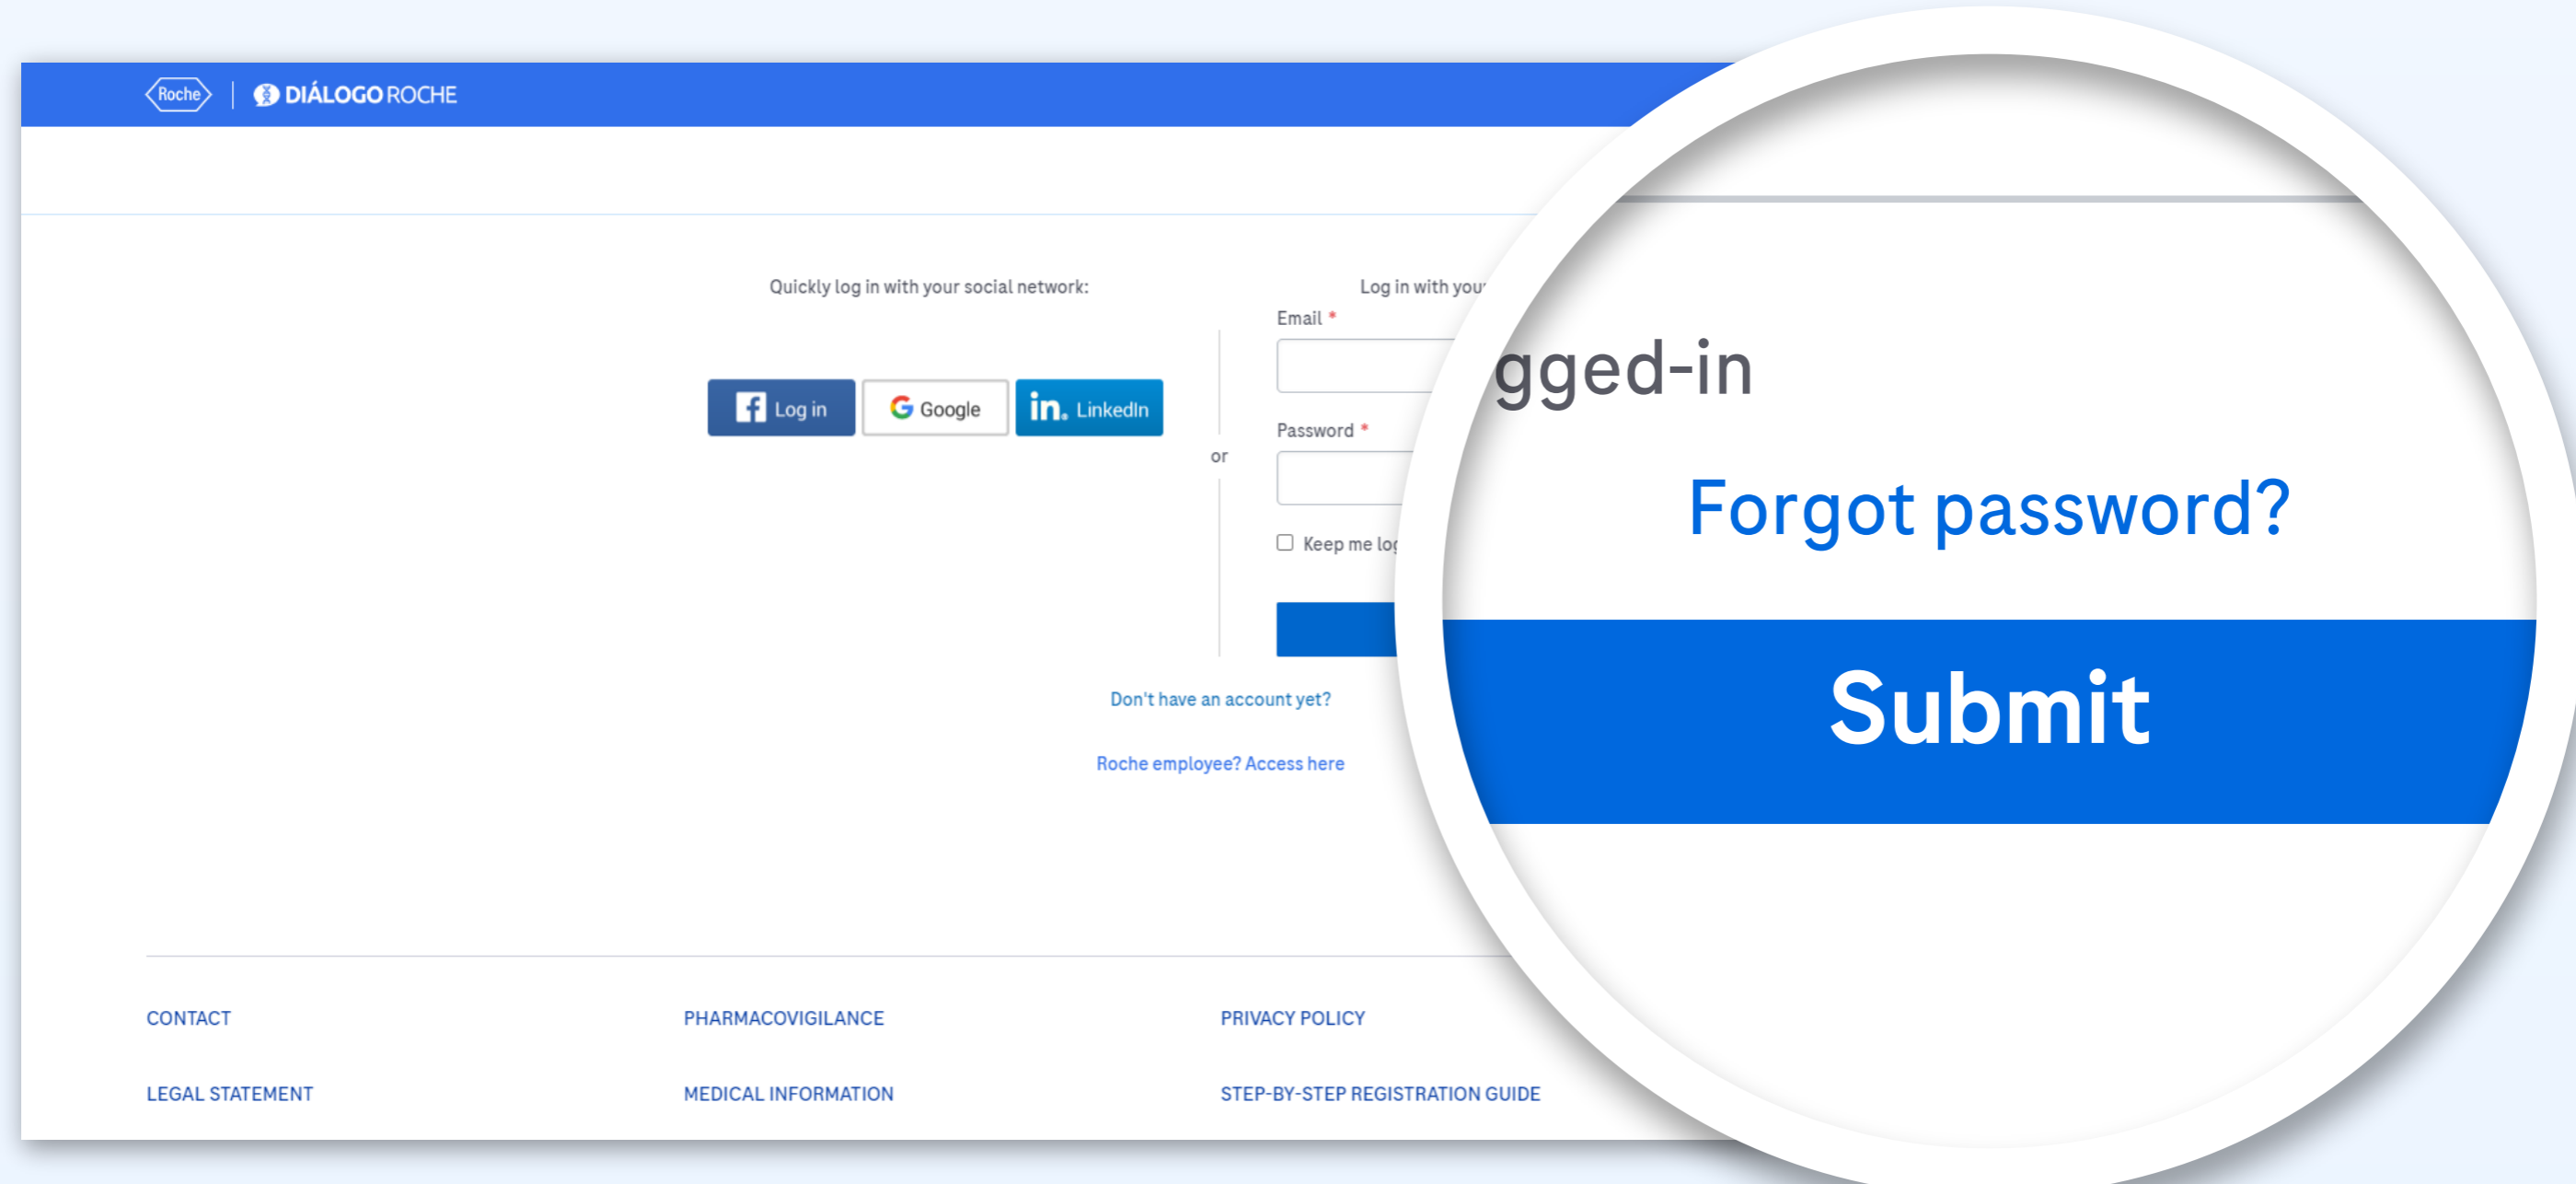 Roche
DIÁLOGO ROCHE
Quickly log in with your social network:
Log in
Google
in. LinkedIn
or
Log in with your
Email *
Password *
Keep me log
gged-in
Forgot password?
Submit
Don't have an account yet?
Roche employee? Access here
CONTACT
PHARMACOVIGILANCE
PRIVACY POLICY
LEGAL STATEMENT
MEDICAL INFORMATION
STEP-BY-STEP REGISTRATION GUIDE